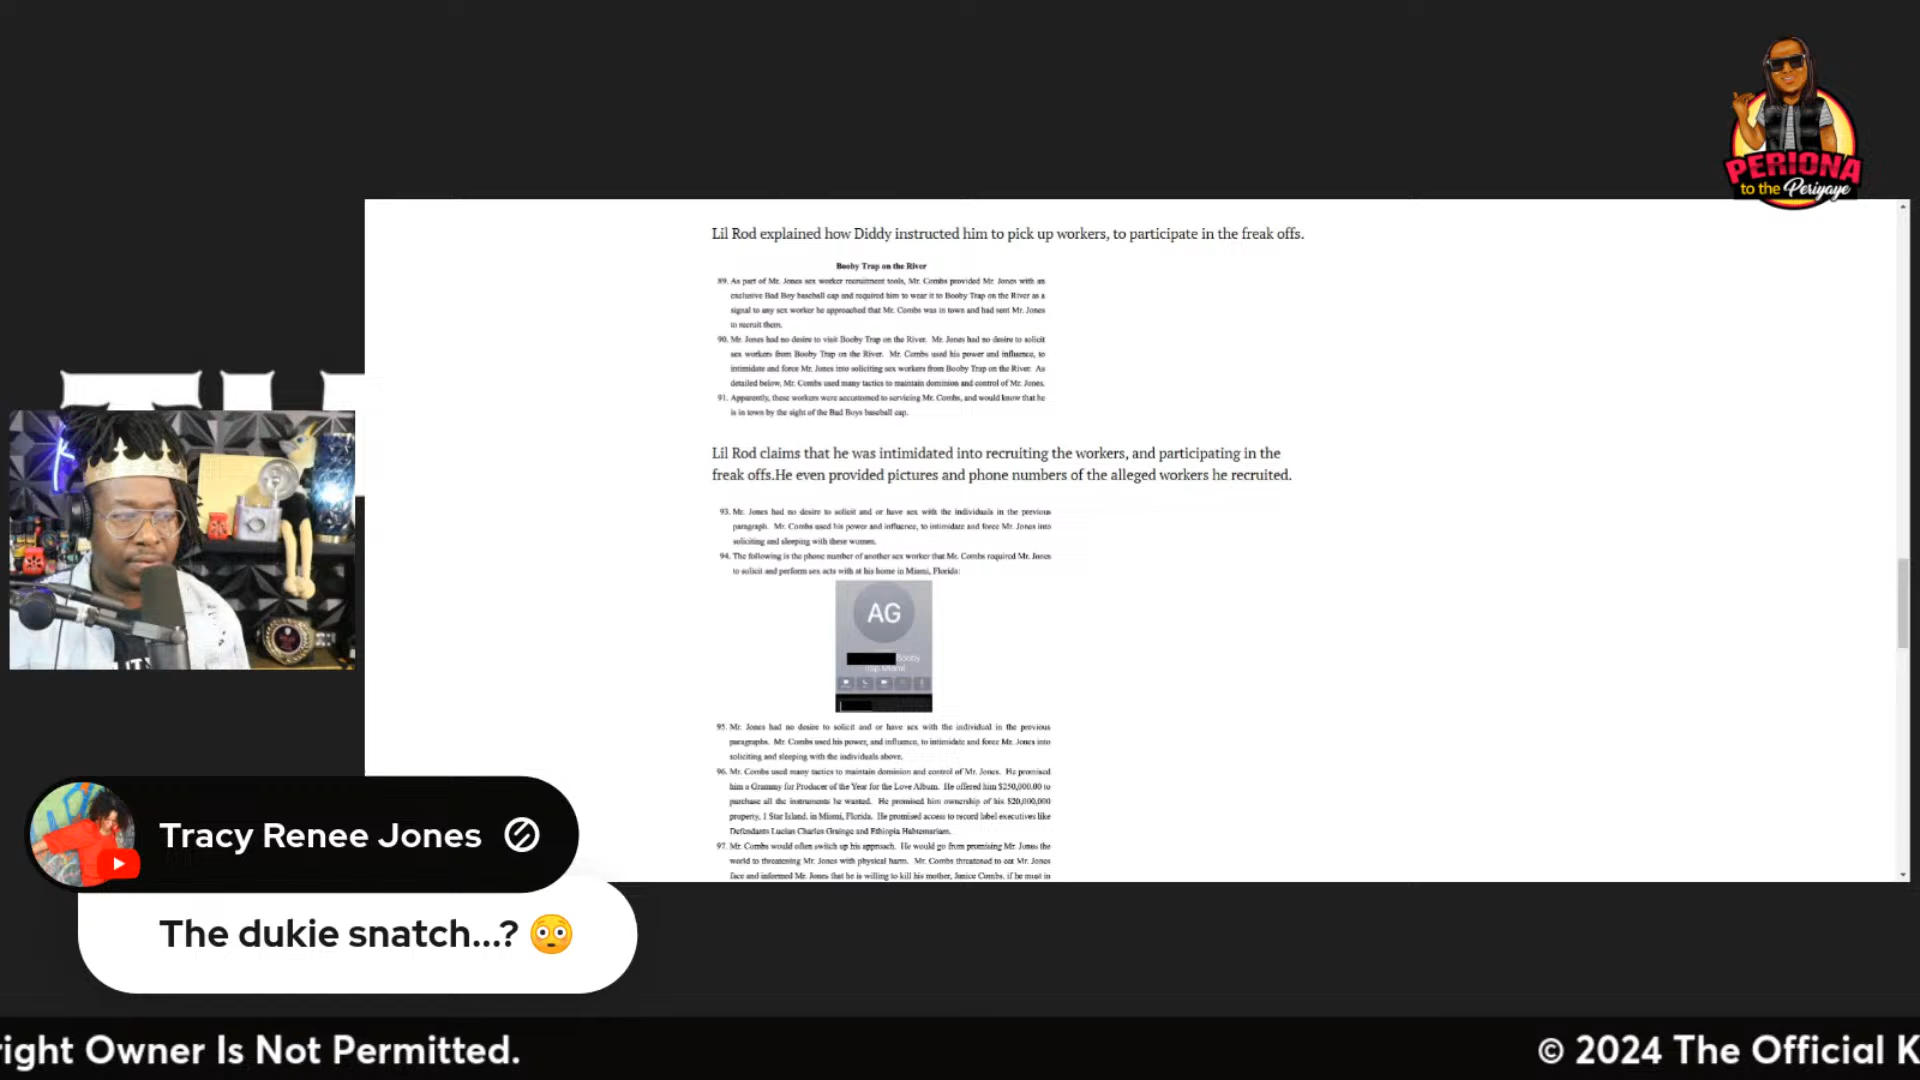 PERIONA
to the Periyaye
Lil Rod explained how Diddy instructed him to pick up workers, to participate in the freak offs.
Booby Trap on the River
89. As part of Mr. Jones sex worker recruitment tools, Mr. Combs provided Mr. Jones with an
exclusive Bad Boy baseball cap and required him to wear it to Booby Trap on the River as a
signal to any sex worker he approached that Mr. Combs was in town and had sent Mr. Jones
to recruit them.
90. Mr. Jones had no desire to visit Booby Trap on the River. Mr. Jones had no desire to solicit
sex workers from Booby Trap on the River. Mr. Combs used his power and influence, to
intimidate and force Mr. Jones into soliciting sex workers from Booby Trap on the River. As
detailed below, Mr. Combs used many tactics to maintain dominion and control of Mr. Jones.
91. Apparently, these workers were accustomed to servicing Mr. Combs, and would know that he
is in town by the sight of the Bad Boys baseball cap.
Lil Rod claims that he was intimidated into recruiting the workers, and participating in the
freak offs.He even provided pictures and phone numbers of the alleged workers he recruited.
93. Mr. Jones had no desire to solicit and or have sex with the individuals in the previous
paragraph. Mr. Combs used his power and influence, to intimidate and force Mr. Jones into
soliciting and sleeping with these women.
94. The following is the phone number of another sex worker that Mr. Combs required Mr. Jones
to solicit and perform sex acts with at his home in Miami, Florida:
AG
Booby
95. Mr. Jones had no desire to solicit and or have sex with the individual in the previous
paragraphs. Mr. Combs used his power, and influence, to intimidate and force Mr. Jones into
soliciting and sleeping with the individuals above.
96. Mr. Combs used many tactics to maintain dominion and control of Mr. Jones. He promised
him a Grammy for Producer of the Year for the Love Album. He offered him $250,000.00 to
purchase all the instruments he wanted. He promised him ownership of his $20,000,000
property, 1 Star Island, in Miami, Florida. He promised access to record label executives like
Defendants Lucian Charles Grainge and Ethiopia Habtemariam.
97. Mr. Combs would often switch up his approach. He would go from promising Mr. Jones the
world to threatening Mr. Jones with physical harm. Mr. Combs threatened to eat Mr. Jones
face and informed Mr. Jones that he is willing to kill his mother, Janice Combs, if he must in
Tracy Renee Jones
The dukie snatch...? 😳
right Owner Is Not Permitted.
© 2024 The Official K